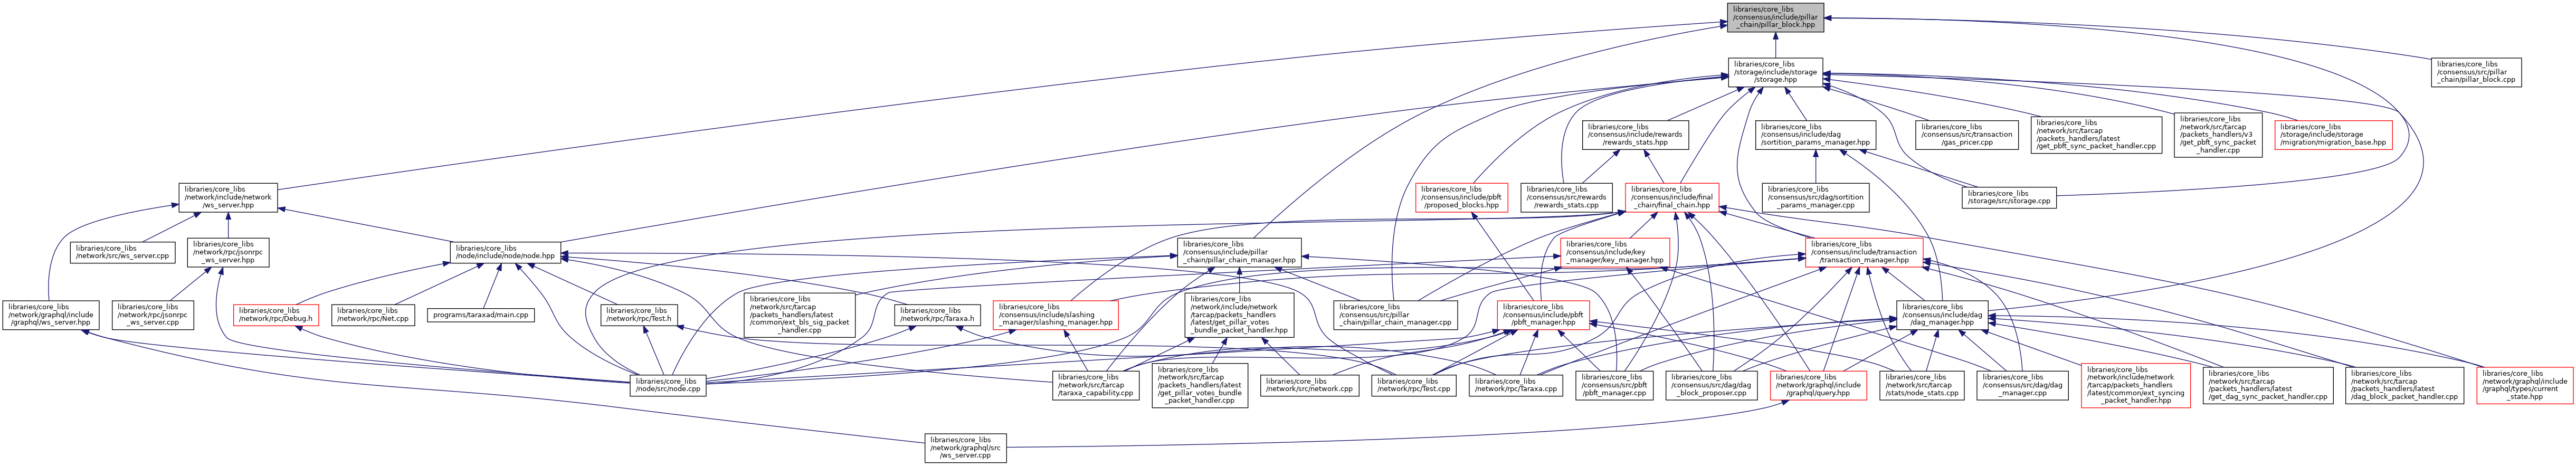 libraries/core_libs
/consensus/include/pillar
_chain/pillar_block.hpp
libraries/core_libs
/storage/include/storage
/storage.hpp
libraries/core_libs
/consensus/src/pillar
_chain/pillar_block.cpp
libraries/core_libs
/consensus/include/rewards
/rewards_stats.hpp
libraries/core_libs
/consensus/include/dag
/sortition_params_manager.hpp
libraries/core_libs
/consensus/src/transaction
/gas_pricer.cpp
libraries/core_libs
/network/src/tarcap
/packets_handlers/latest
/get_pbft_sync_packet_handler.cpp
libraries/core_libs
/network/src/tarcap
/packets_handlers/v3
/get_pbft_sync_packet
_handler.cpp
libraries/core_libs
/storage/include/storage
/migration/migration_base.hpp
libraries/core_libs
/network/include/network
/ws_server.hpp
libraries/core_libs
/consensus/include/pbft
/proposed_blocks.hpp
libraries/core_libs
/consensus/src/rewards
/rewards_stats.cpp
libraries/core_libs
/consensus/include/final
_chain/final_chain.hpp
libraries/core_libs
/consensus/src/dag/sortition
_params_manager.cpp
libraries/core_libs
/storage/src/storage.cpp
libraries/core_libs
/network/src/ws_server.cpp
libraries/core_libs
/network/rpc/jsonrpc
_ws_server.hpp
libraries/core_libs
/node/include/node/node.hpp
libraries/core_libs
/consensus/include/pillar
_chain/pillar_chain_manager.hpp
libraries/core_libs
/consensus/include/key
_manager/key_manager.hpp
libraries/core_libs
/consensus/include/transaction
/transaction_manager.hpp
libraries/core_libs
/network/graphql/include
/graphql/ws_server.hpp
libraries/core_libs
/network/rpc/jsonrpc
_ws_server.cpp
libraries/core_libs
/network/rpc/Debug.h
libraries/core_libs
/network/rpc/Net.cpp
programs/taraxad/main.cpp
libraries/core_libs
/network/rpc/Test.h
libraries/core_libs
/network/src/tarcap
/packets_handlers/latest
/common/ext_bls_sig_packet
_handler.cpp
libraries/core_libs
/network/rpc/Taraxa.h
libraries/core_libs
/consensus/include/slashing
_manager/slashing_manager.hpp
libraries/core_libs
/network/include/network
/tarcap/packets_handlers
/latest/get_pillar_votes
_bundle_packet_handler.hpp
libraries/core_libs
/consensus/src/pillar
_chain/pillar_chain_manager.cpp
libraries/core_libs
/consensus/include/pbft
/pbft_manager.hpp
libraries/core_libs
/consensus/include/dag
/dag_manager.hpp
libraries/core_libs
/node/src/node.cpp
libraries/core_libs
/network/src/tarcap
/taraxa_capability.cpp
libraries/core_libs
/network/src/tarcap
/packets_handlers/latest
/get_pillar_votes_bundle
_packet_handler.cpp
libraries/core_libs
/network/src/network.cpp
libraries/core_libs
/network/rpc/Test.cpp
libraries/core_libs
/network/rpc/Taraxa.cpp
libraries/core_libs
/consensus/src/pbft
/pbft_manager.cpp
libraries/core_libs
/consensus/src/dag/dag
_block_proposer.cpp
libraries/core_libs
/network/graphql/include
/graphql/query.hpp
libraries/core_libs
/network/src/tarcap
/stats/node_stats.cpp
libraries/core_libs
/consensus/src/dag/dag
_manager.cpp
libraries/core_libs
/network/include/network
/tarcap/packets_handlers
/latest/common/ext_syncing
_packet_handler.hpp
libraries/core_libs
/network/src/tarcap
/packets_handlers/latest
/get_dag_sync_packet_handler.cpp
libraries/core_libs
/network/src/tarcap
/packets_handlers/latest
/dag_block_packet_handler.cpp
libraries/core_libs
/network/graphql/include
/graphql/types/current
_state.hpp
libraries/core_libs
/network/graphql/src
/ws_server.cpp